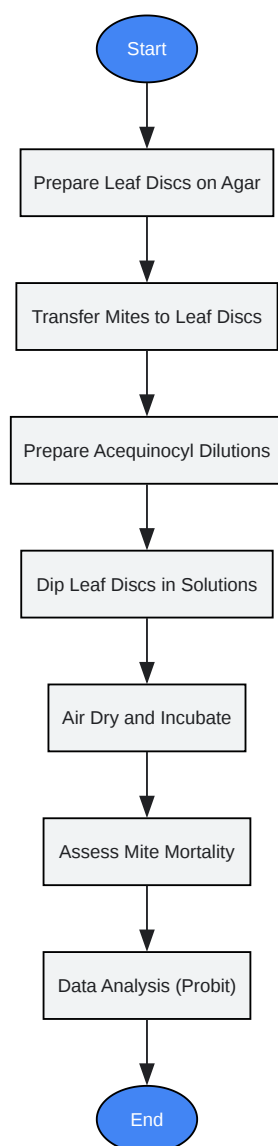 Start
Prepare Leaf Discs on Agar
Transfer Mites to Leaf Discs
Prepare Acequinocyl Dilutions
Dip Leaf Discs in Solutions
Air Dry and Incubate
Assess Mite Mortality
Data Analysis (Probit)
End